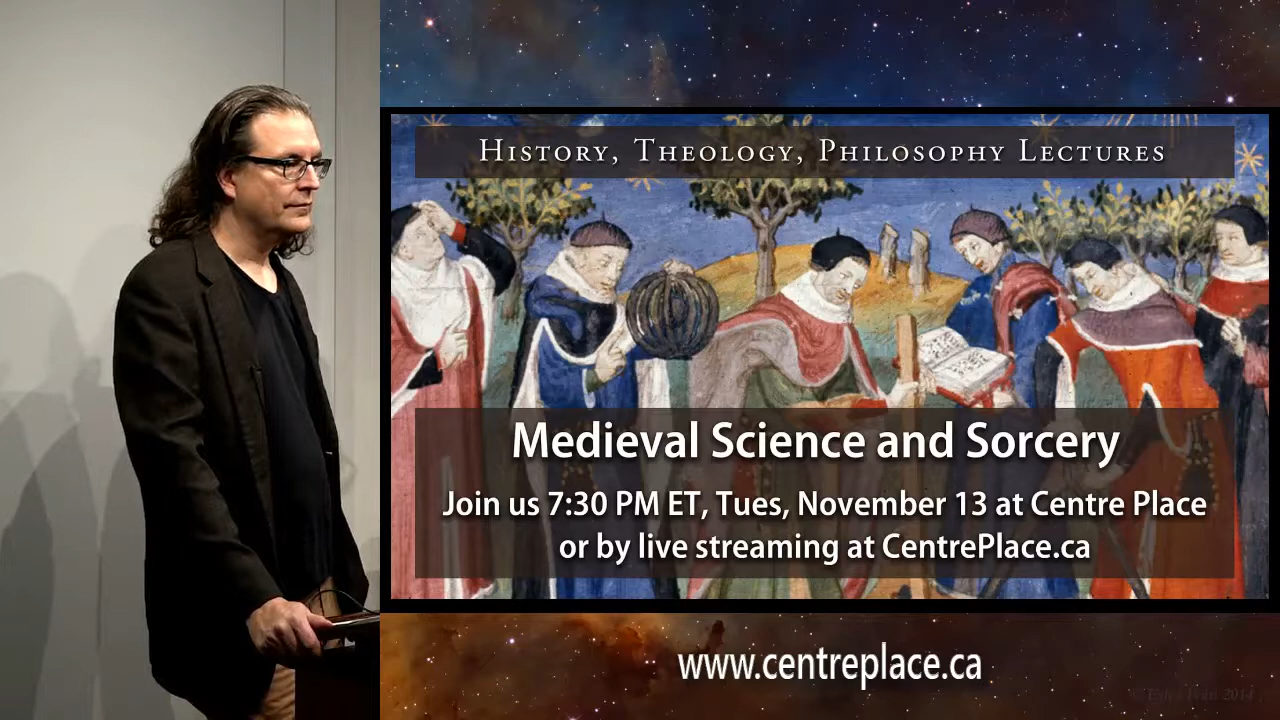 History, Theology, Philosophy Lectures
Medieval Science and Sorcery
Join us 7:30 PM ET, Tues, November 13 at Centre Place
or by live streaming at CentrePlace.ca
www.centreplace.ca